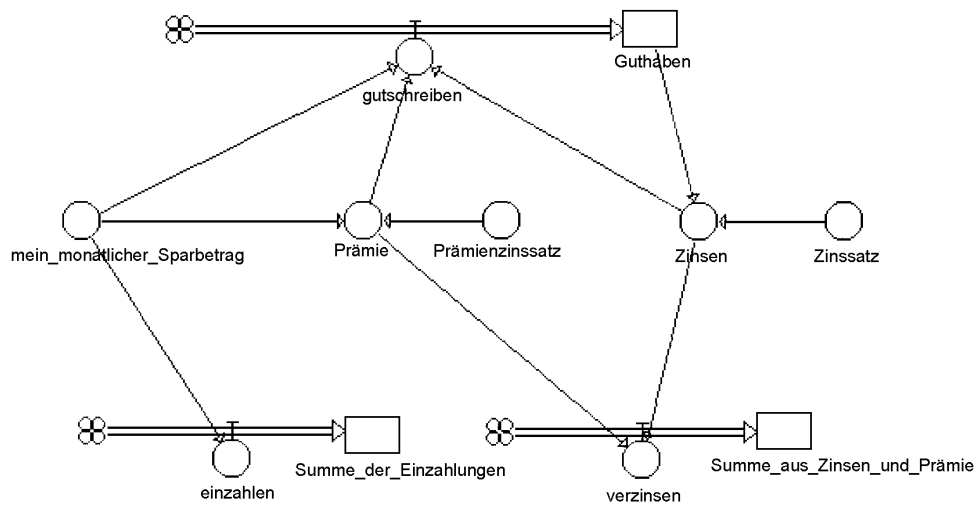 Guthaben
gutschreiben
mein_monatlicher_Sparbetrag
Prämie
Prämienzinssatz
Zinsen
Zinssatz
Summe_der_Einzahlungen
Summe_aus_Zinsen_und_Prämie
einzahlen
verzinsen